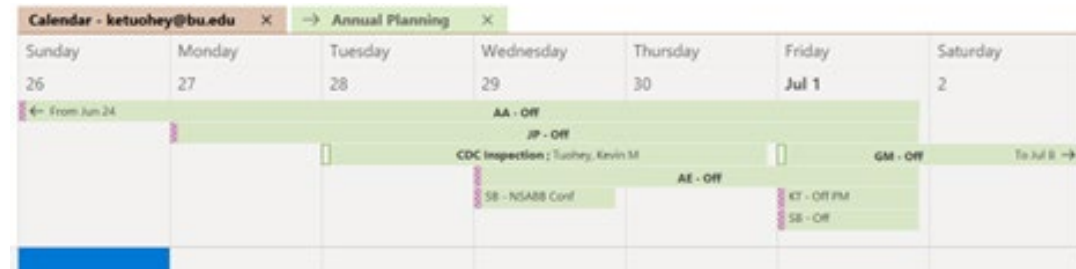 Calendar - ketuohey@bu.edu × → Annual Planning ×
Sunday Monday Tuesday Wednesday Thursday Friday Saturday
26 27 28 29 30 Jul 1 2
← From Jun 24 AA - Off
JP - Off
CDC Inspection ; Tuohey, Kevin M GM - Off To Jul 8 →
AE - Off
SB - NSABB Conf KT - Off PM
SB - Off